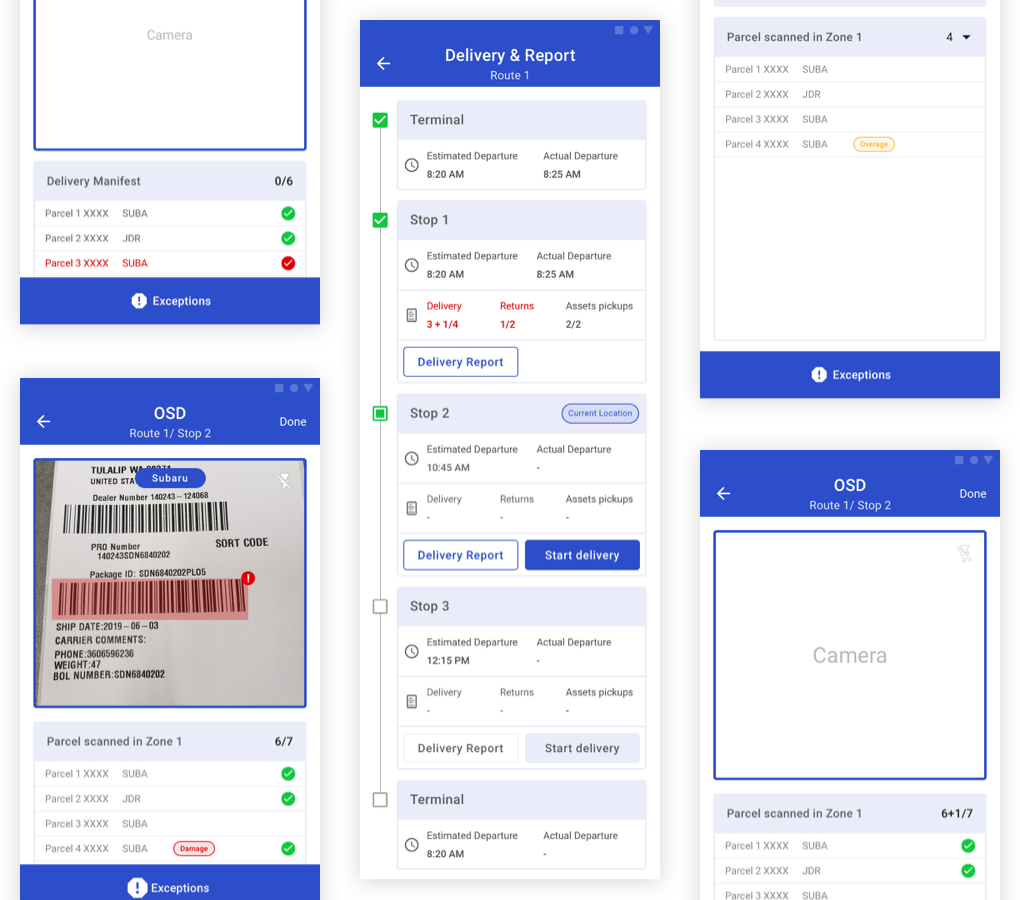 Camera
Delivery Manifest 0/6
Parcel 1 XXXX SUBA
Parcel 2 XXXX JDR
Parcel 3 XXXX SUBA
Exceptions
OSD
Route 1/ Stop 2
Done
TULALIP WA
UNITED STA
Subaru
Dealer Number 140243-124068
PRO Number
140243SDN6840202
SORT CODE
Package ID: SDN6840202PL05
SHIP DATE:2019-06-03
CARRIER COMMENTS:
PHONE:3606596236
WEIGHT:47
BOL NUMBER:SDN6840202
Parcel scanned in Zone 1 6/7
Parcel 1 XXXX SUBA
Parcel 2 XXXX JDR
Parcel 3 XXXX SUBA
Parcel 4 XXXX SUBA Damage
Exceptions
Delivery & Report
Route 1
Terminal
Estimated Departure Actual Departure
8:20 AM 8:25 AM
Stop 1
Estimated Departure Actual Departure
8:20 AM 8:25 AM
Delivery Returns Assets pickups
3 + 1/4 1/2 2/2
Delivery Report
Stop 2 Current Location
Estimated Departure Actual Departure
10:45 AM -
Delivery Returns Assets pickups
- - -
Delivery Report Start delivery
Stop 3
Estimated Departure Actual Departure
12:15 PM -
Delivery Returns Assets pickups
- - -
Delivery Report Start delivery
Terminal
Estimated Departure Actual Departure
8:20 AM -
Parcel scanned in Zone 1 4
Parcel 1 XXXX SUBA
Parcel 2 XXXX JDR
Parcel 3 XXXX SUBA
Parcel 4 XXXX SUBA Overage
Exceptions
OSD
Route 1/ Stop 2
Done
Camera
Parcel scanned in Zone 1 6+1/7
Parcel 1 XXXX SUBA
Parcel 2 XXXX JDR
Parcel 3 XXXX SUBA